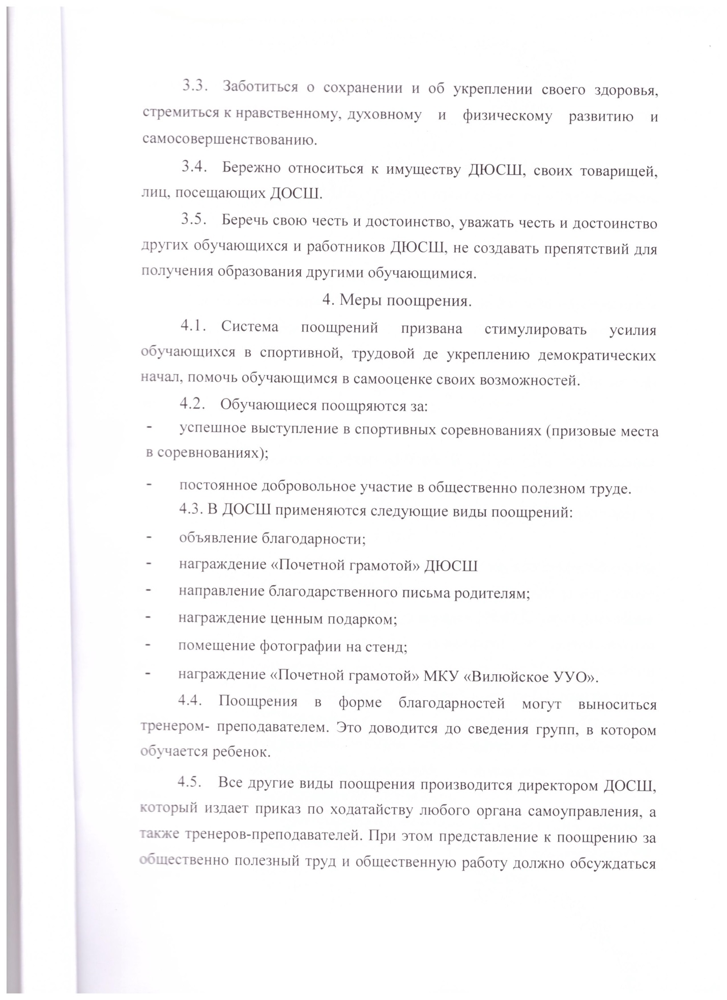 3.3. Заботиться о сохранении и об укреплении своего здоровья,
стремиться к нравственному, духовному и физическому развитию и
самосовершенствованию.
3.4. Бережно относиться к имуществу ДЮСШ, своих товарищей,
лиц, посещающих ДОСШ.
3.5. Беречь свою честь и достоинство, уважать честь и достоинство
других обучающихся и работников ДЮСШ, не создавать препятствий для
получения образования другими обучающимися.
4. Меры поощрения.
4.1. Система поощрений призвана стимулировать усилия
обучающихся в спортивной, трудовой де укреплению демократических
начал, помочь обучающимся в самооценке своих возможностей.
4.2. Обучающиеся поощряются за:
- успешное выступление в спортивных соревнованиях (призовые места
в соревнованиях);
- постоянное добровольное участие в общественно полезном труде.
4.3. В ДОСШ применяются следующие виды поощрений:
- объявление благодарности;
- награждение «Почетной грамотой» ДЮСШ
- направление благодарственного письма родителям;
- награждение ценным подарком;
- помещение фотографии на стенд;
- награждение «Почетной грамотой» МКУ «Вилюйское УУО».
4.4. Поощрения в форме благодарностей могут выноситься
тренером- преподавателем. Это доводится до сведения групп, в котором
обучается ребенок.
4.5. Все другие виды поощрения производится директором ДОСШ,
который издает приказ по ходатайству любого органа самоуправления, а
также тренеров-преподавателей. При этом представление к поощрению за
общественно полезный труд и общественную работу должно обсуждаться